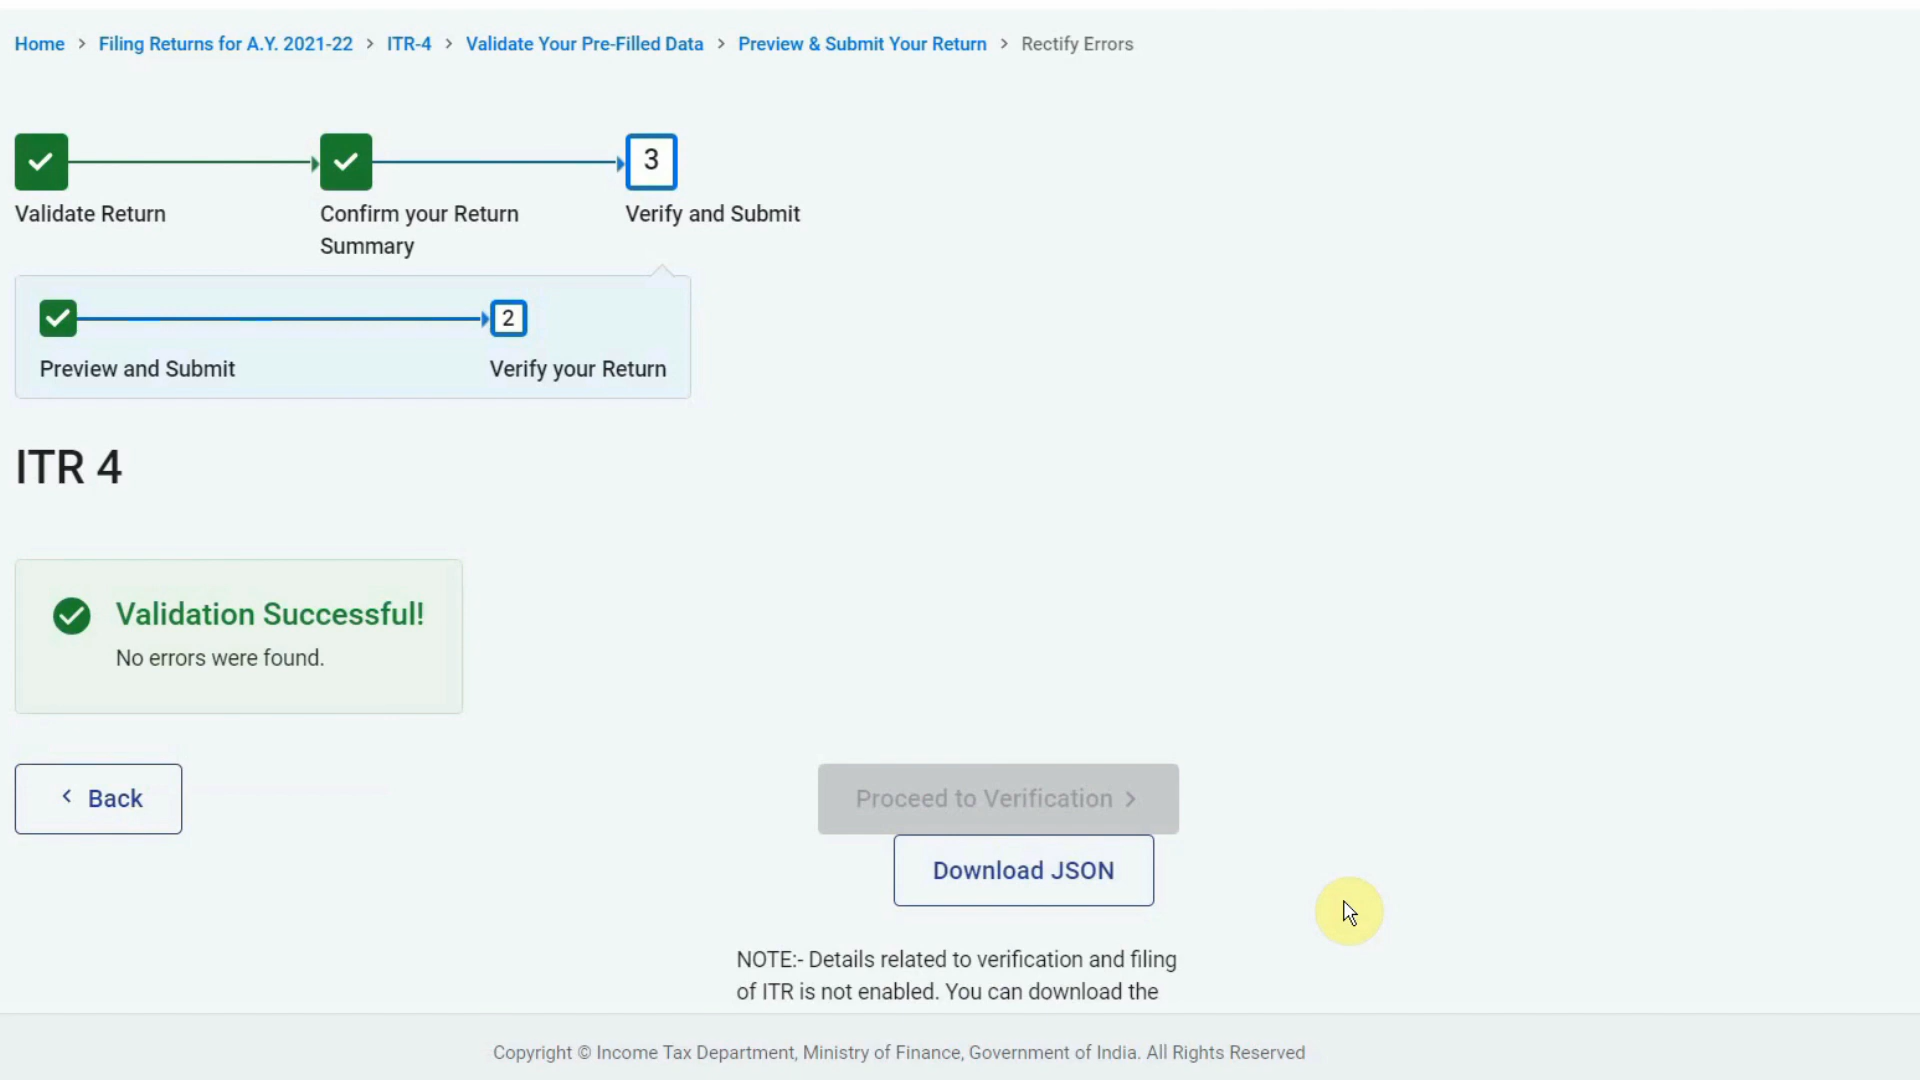 Home > Filing Returns for A.Y. 2021-22 > ITR-4 > Validate Your Pre-Filled Data > Preview & Submit Your Return > Rectify Errors
3
Validate Return
Confirm your Return
Summary
Verify and Submit
2
Preview and Submit
Verify your Return
ITR 4
Validation Successful!
No errors were found.
< Back
Proceed to Verification >
Download JSON
NOTE:- Details related to verification and filing
of ITR is not enabled. You can download the
Copyright © Income Tax Department, Ministry of Finance, Government of India. All Rights Reserved